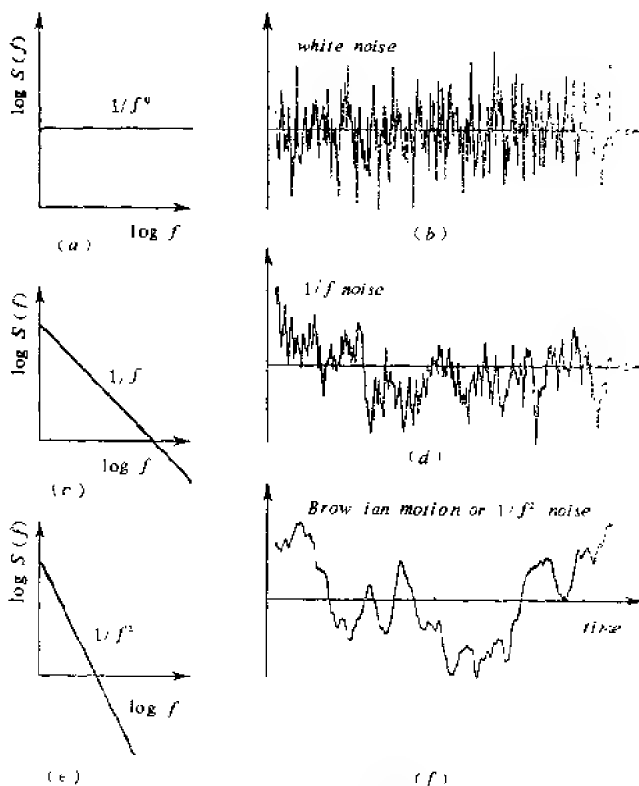 log S(f)
1/f⁰
log f
(a)
white noise
(b)
log S(f)
1/f
log f
(c)
1/f noise
(d)
log S(f)
1/f²
log f
(e)
Brow ian motion or 1/f² noise
time
(f)